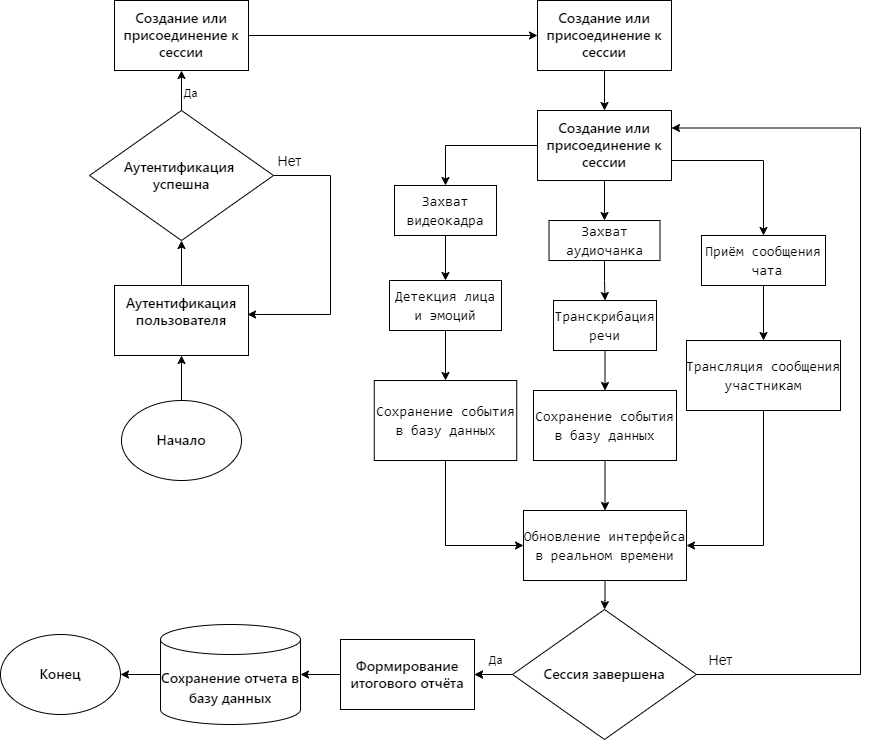 Создание или
присоединение к
сессии
Создание или
присоединение к
сессии
Да
Аутентификация
успешна
Нет
Аутентификация
пользователя
Начало
Создание или
присоединение к
сессии
Захват
видеокадра
Захват
аудиочанка
Приём сообщения
чата
Детекция лица
и эмоций
Транскрибация
речи
Трансляция сообщения
участникам
Сохранение события
в базу данных
Сохранение события
в базу данных
Обновление интерфейса
в реальном времени
Сессия завершена
Нет
Да
Формирование
итогового отчёта
Сохранение отчета в
базу данных
Конец